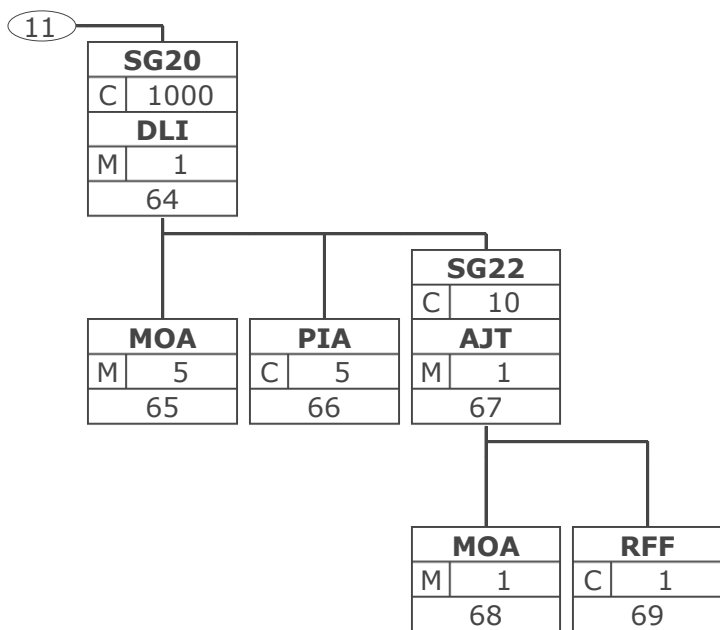 11
SG20
C 1000
DLI
M 1
64
MOA
M 5
65
PIA
C 5
66
SG22
C 10
AJT
M 1
67
MOA
M 1
68
RFF
C 1
69